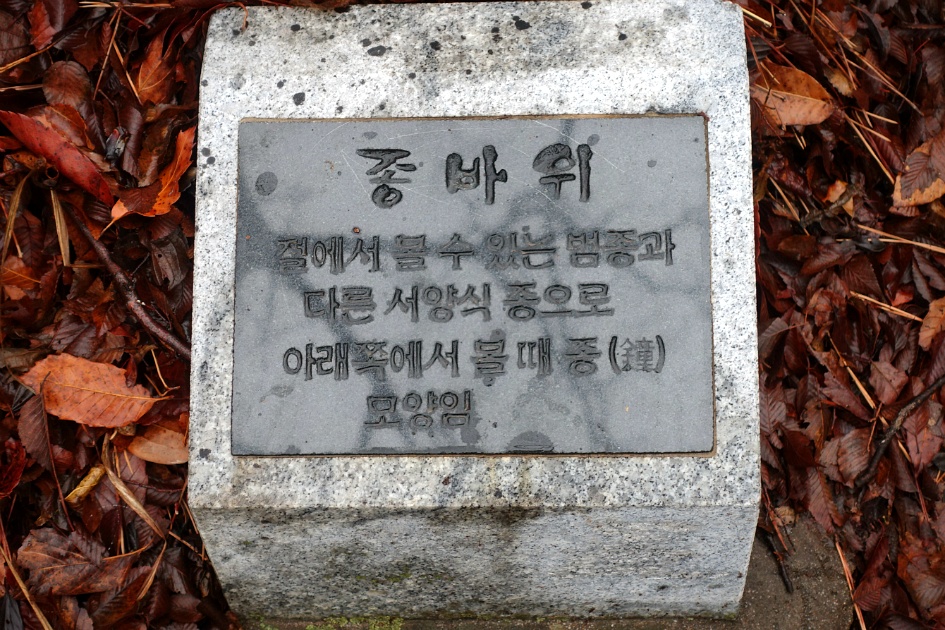 종바위
절에서 볼 수 있는 범종과
다른 서양식 종으로
아래쪽에서 볼 때 종(鐘)
모양임